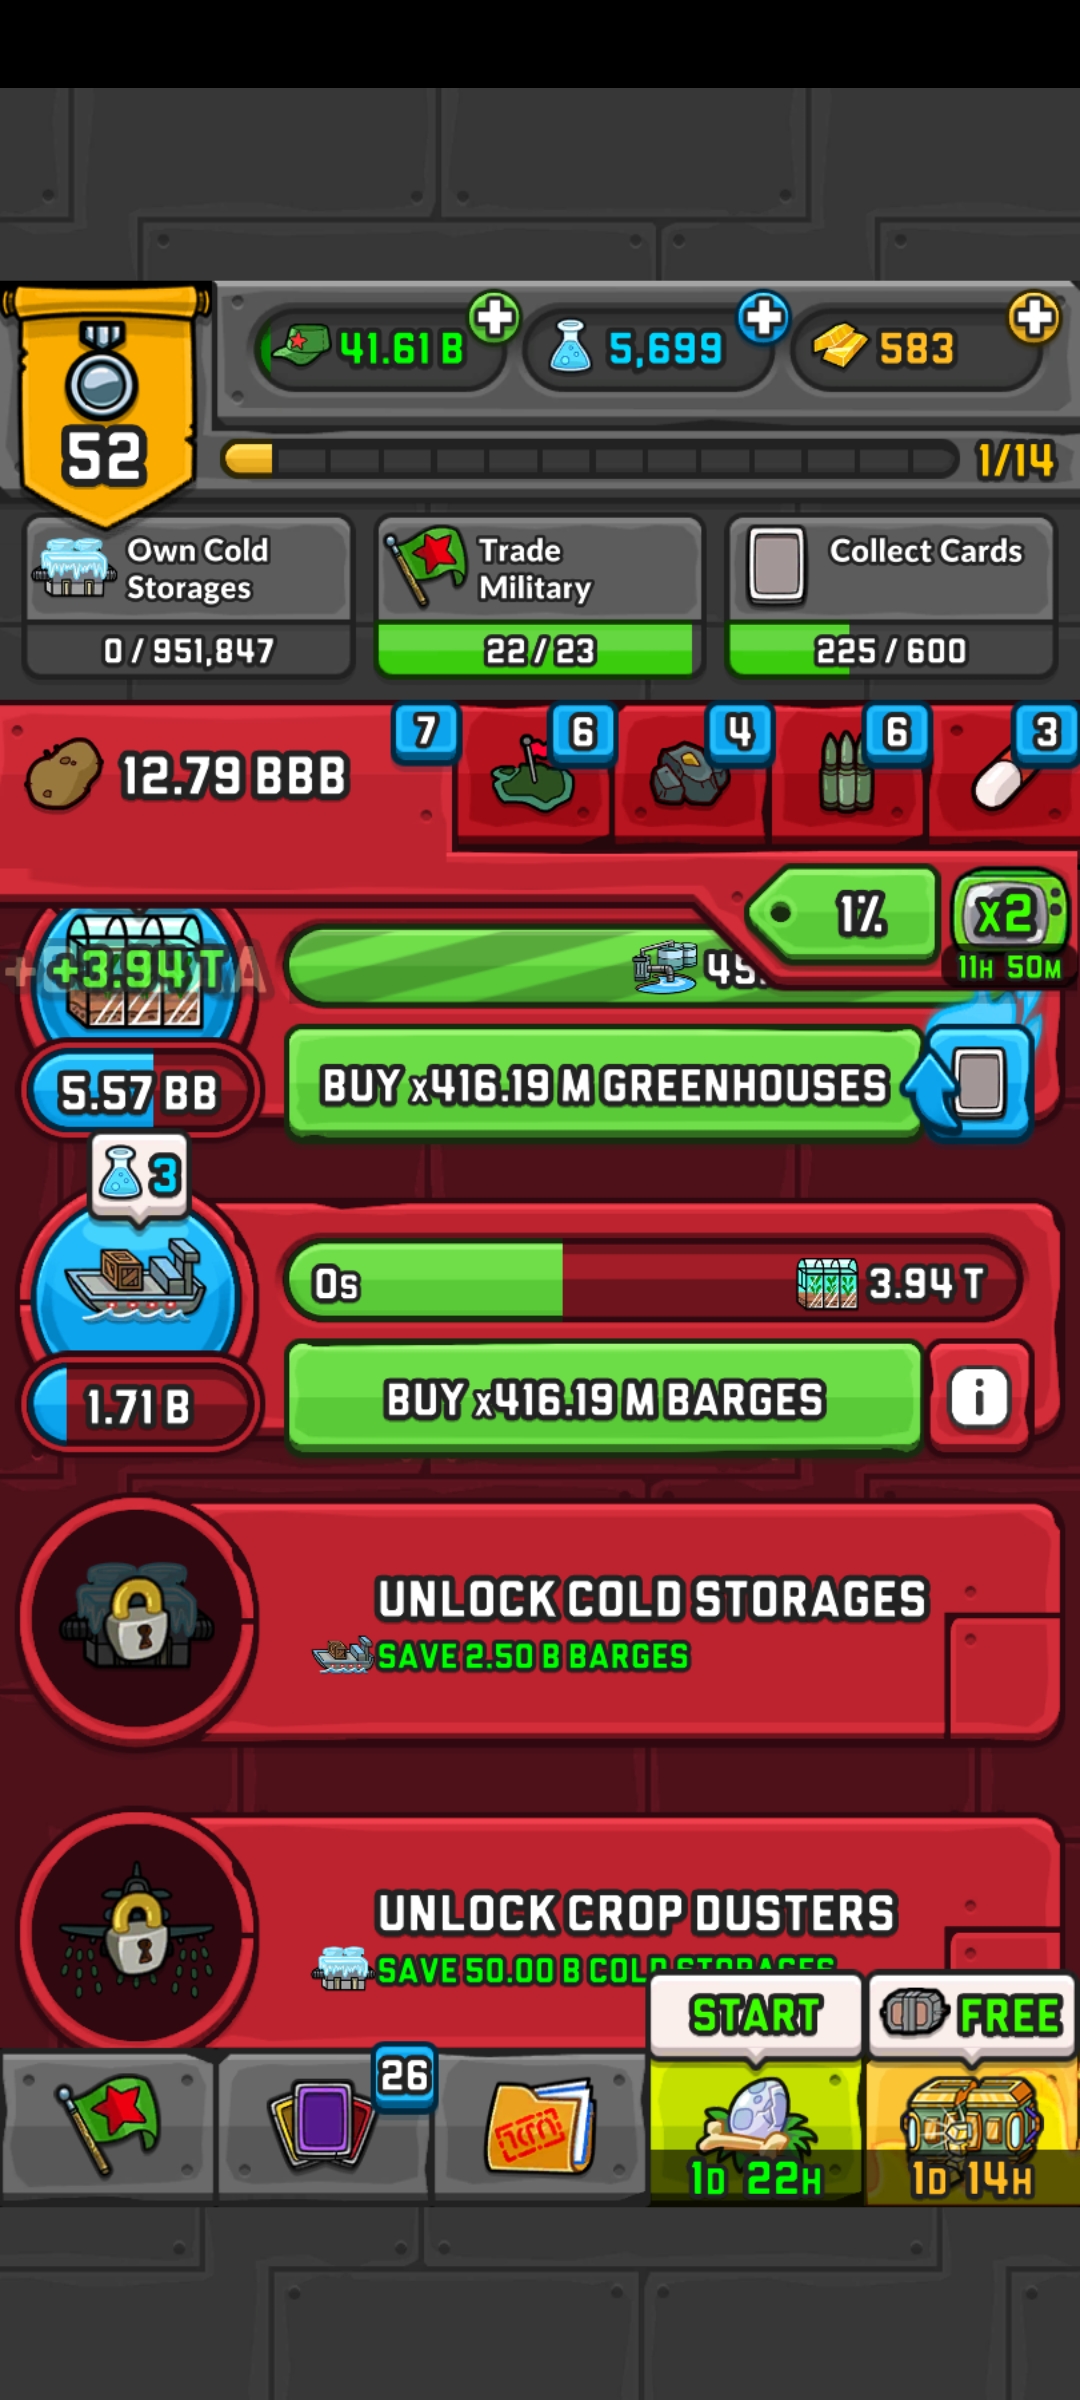 41.61 B
5,699
583
52
1/14
Own Cold
Storages
0 / 951,847
Trade
Military
22 / 23
Collect Cards
225 / 600
12.79 BBB
7
6
4
6
3
1%
x2
11H 50M
+3.94 T
45.
5.57 BB
BUY x416.19 M GREENHOUSES
3
0s
3.94 T
1.71 B
BUY x416.19 M BARGES
i
UNLOCK COLD STORAGES
SAVE 2.50 B BARGES
UNLOCK CROP DUSTERS
SAVE 50.00 B COLD STORAGES
START
FREE
26
1D 22H
1D 14H